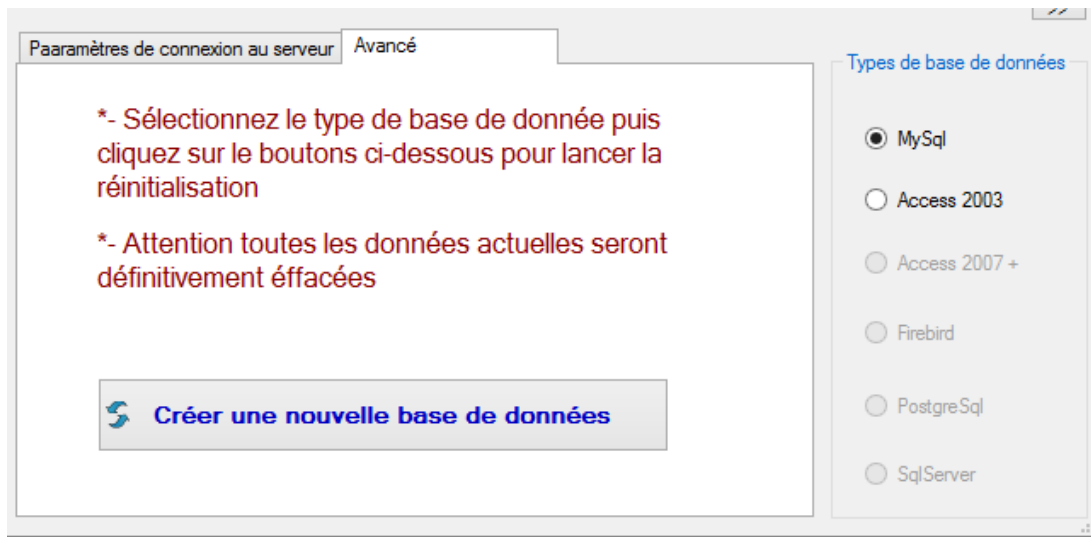 >>
Paaramètres de connexion au serveur
Avancé
*- Sélectionnez le type de base de donnée puis
cliquez sur le boutons ci-dessous pour lancer la
réinitialisation
*- Attention toutes les données actuelles seront
définitivement éffacées
Créer une nouvelle base de données
Types de base de données
MySql
Access 2003
Access 2007 +
Firebird
PostgreSql
SqlServer